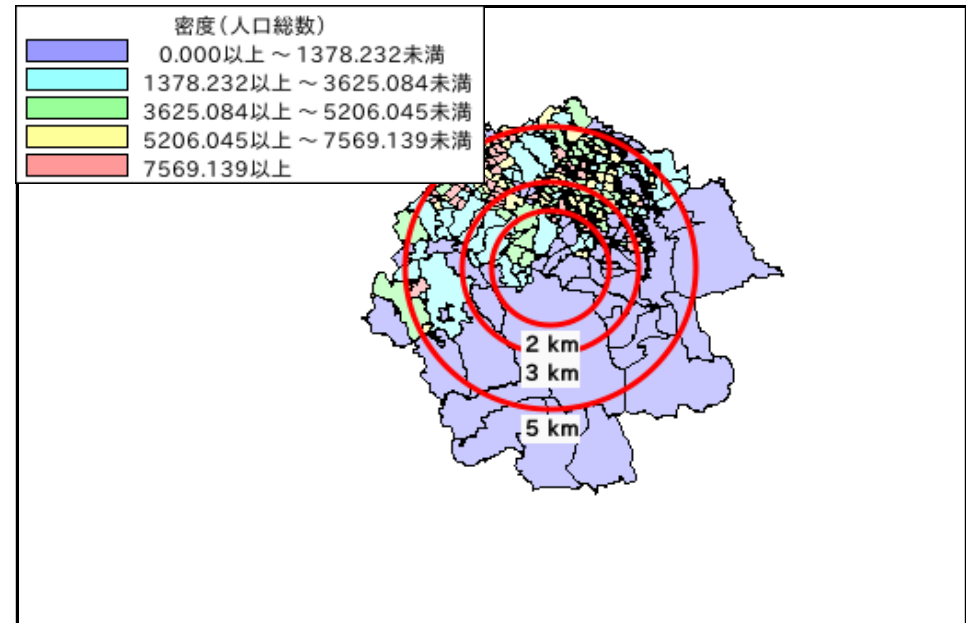 密度(人口総数)
0.000以上 ～ 1378.232未満
1378.232以上 ～ 3625.084未満
3625.084以上 ～ 5206.045未満
5206.045以上 ～ 7569.139未満
7569.139以上
2 km
3 km
5 km